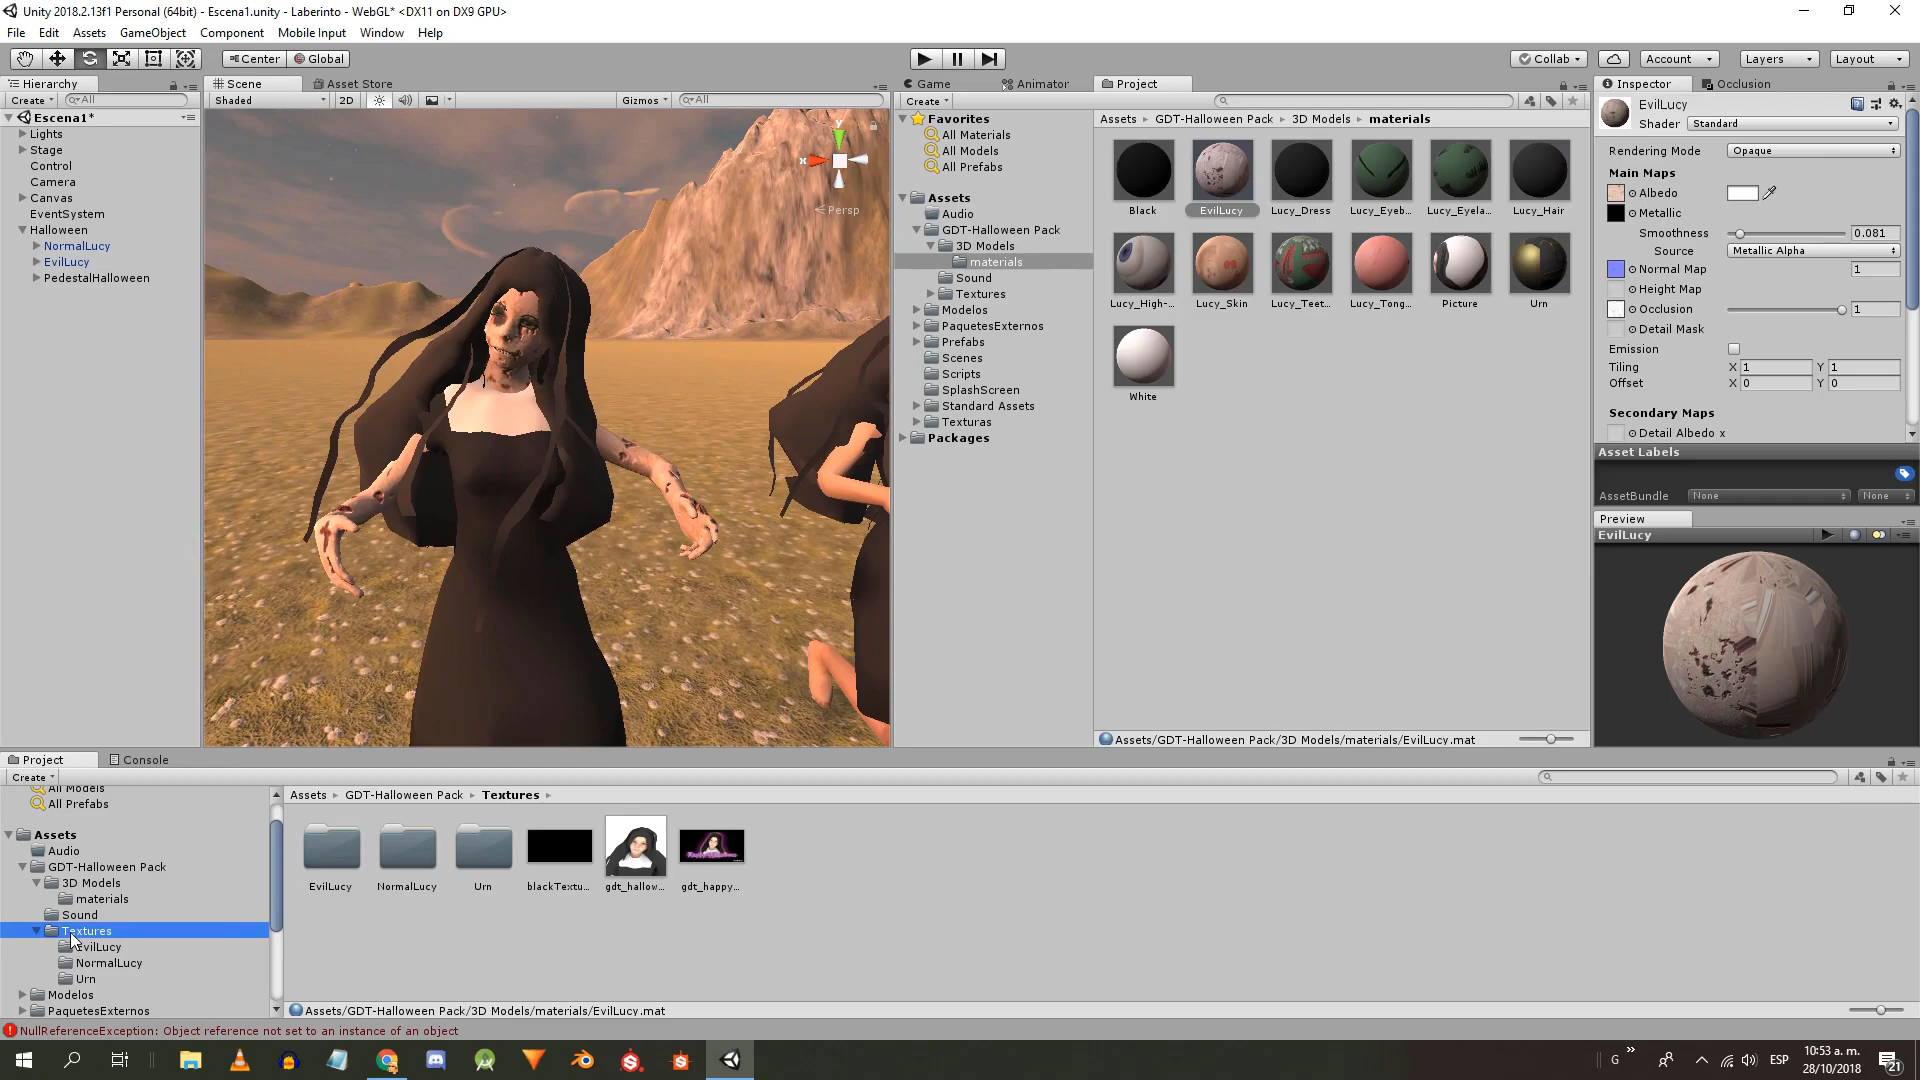 Unity 2018.2.13f1 Personal (64bit) - Escena1.unity - Laberinto - WebGL* <DX11 on DX9 GPU>
File Edit Assets GameObject Component Mobile Input Window Help
Center Global Collab Account Layers Layout
Hierarchy
Create All
Escena1*
Lights
Stage
Control
Camera
Canvas
EventSystem
Halloween
NormalLucy
EvilLucy
PedestalHalloween
Scene Asset Store
Shaded 2D Gizmos All
y
x
Persp
Game Animator Project
Create
Favorites
All Materials
All Models
All Prefabs
Assets
Audio
GDT-Halloween Pack
3D Models
materials
Sound
Textures
Modelos
PaquetesExternos
Prefabs
Scenes
Scripts
SplashScreen
Standard Assets
Texturas
Packages
Assets GDT-Halloween Pack 3D Models materials
Black EvilLucy Lucy_Dress Lucy_Eyeb... Lucy_Eyela... Lucy_Hair
Lucy_High-... Lucy_Skin Lucy_Teet... Lucy_Tong... Picture Urn
White
Assets/GDT-Halloween Pack/3D Models/materials/EvilLucy.mat
Inspector Occlusion
EvilLucy
Shader Standard
Rendering Mode Opaque
Main Maps
Albedo
Metallic
Smoothness 0.081
Source Metallic Alpha
Normal Map 1
Height Map
Occlusion 1
Detail Mask
Emission
Tiling X 1 Y 1
Offset X 0 Y 0
Secondary Maps
Detail Albedo x
Asset Labels
AssetBundle None None
Preview
EvilLucy
Project Console
Create
All Models
All Prefabs
Assets
Audio
GDT-Halloween Pack
3D Models
materials
Sound
Textures
EvilLucy
NormalLucy
Urn
Modelos
PaquetesExternos
Assets GDT-Halloween Pack Textures
EvilLucy NormalLucy Urn blackTextu... gdt_hallow... gdt_happy...
Assets/GDT-Halloween Pack/3D Models/materials/EvilLucy.mat
NullReferenceException: Object reference not set to an instance of an object
G ESP 10:53 a. m.
28/10/2018 21